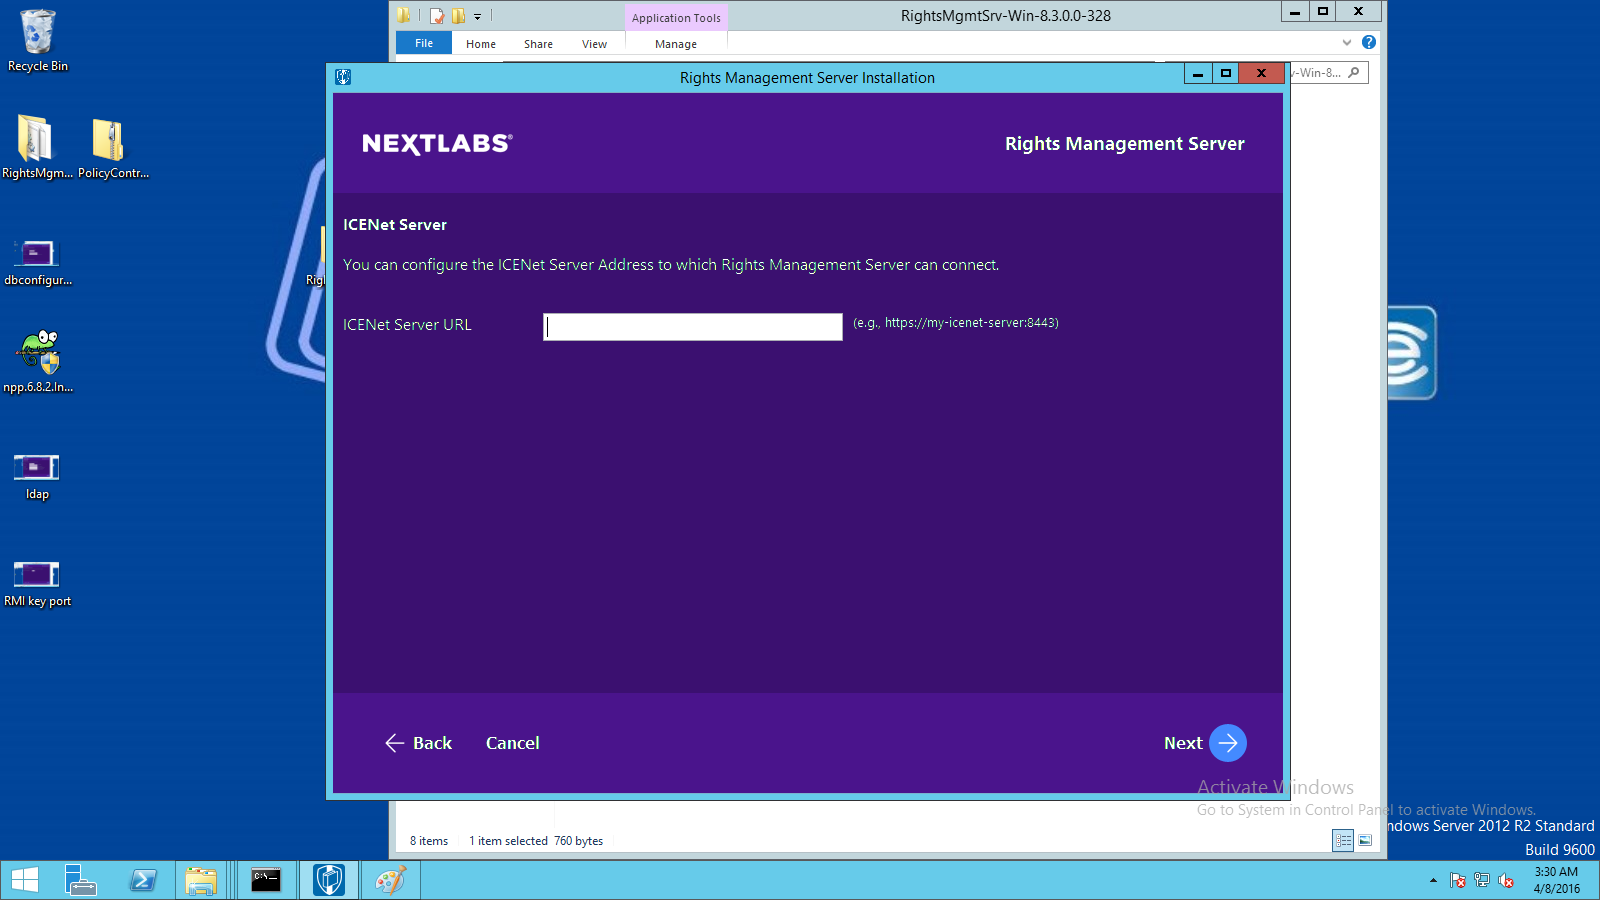 Recycle Bin
RightsMgm...
PolicyContr...
dbconfigur...
npp.6.8.2.In...
ldap
RMI key port
Application Tools
RightsMgmtSrv-Win-8.3.0.0-328
File
Home
Share
View
Manage
v-Win-8...
Rights Management Server Installation
NEXTLABS®
Rights Management Server
ICENet Server
You can configure the ICENet Server Address to which Rights Management Server can connect.
ICENet Server URL
(e.g., https://my-icenet-server:8443)
Back
Cancel
Next
Activate Windows
Go to System in Control Panel to activate Windows.
ndows Server 2012 R2 Standard
Build 9600
8 items
1 item selected 760 bytes
3:30 AM
4/8/2016